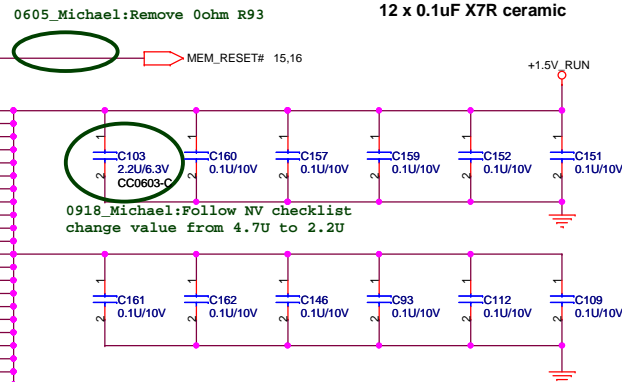 0605_Michael:Remove 0ohm R93
12 x 0.1uF X7R ceramic
MEM_RESET# 15,16
+1.5V_RUN
1 1 1 1 1 1
C103 C160 C157 C159 C152 C151
2.2U/6.3V 0.1U/10V 0.1U/10V 0.1U/10V 0.1U/10V 0.1U/10V
2 2 2 2 2 2
CC0603-C
0918_Michael:Follow NV checklist
change value from 4.7U to 2.2U
1 1 1 1 1 1
C161 C162 C146 C93 C112 C109
0.1U/10V 0.1U/10V 0.1U/10V 0.1U/10V 0.1U/10V 0.1U/10V
2 2 2 2 2 2